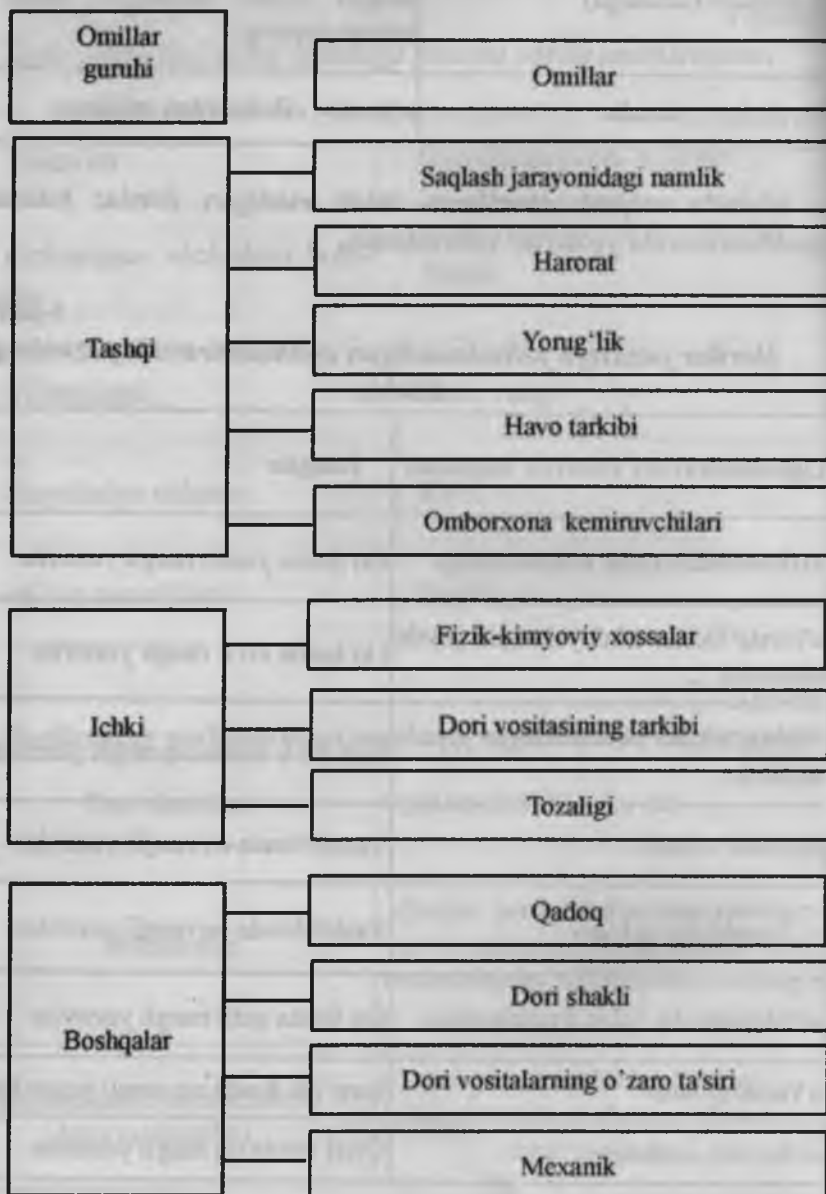 Omillar
guruhi
Omillar
Tashqi
Saqlash jarayonidagi namlik
Harorat
Yorug‘lik
Havo tarkibi
Omborxona kemiruvchilari
Ichki
Fizik-kimyoviy xossalar
Dori vositasining tarkibi
Tozaligi
Boshqalar
Qadoq
Dori shakli
Dori vositalarning o`zaro ta'siri
Mexanik